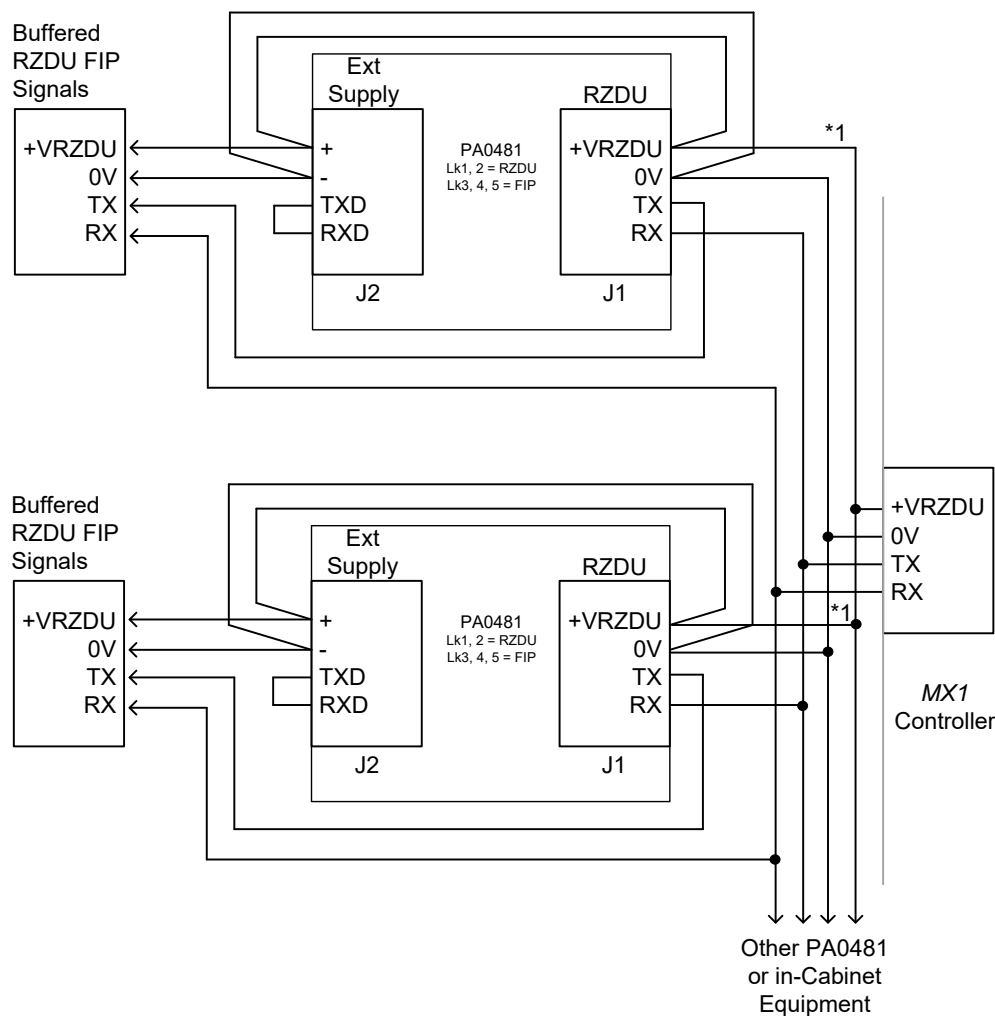 Buffered
RZDU FIP
Signals
+VRZDU
0V
TX
RX
Ext
Supply
+
-
TXD
RXD
J2
PA0481
Lk1, 2 = RZDU
Lk3, 4, 5 = FIP
RZDU
+VRZDU
0V
TX
RX
J1
*1
Buffered
RZDU FIP
Signals
+VRZDU
0V
TX
RX
Ext
Supply
+
-
TXD
RXD
J2
PA0481
Lk1, 2 = RZDU
Lk3, 4, 5 = FIP
RZDU
+VRZDU
0V
TX
RX
J1
*1
+VRZDU
0V
TX
RX
MX1
Controller
Other PA0481
or in-Cabinet
Equipment